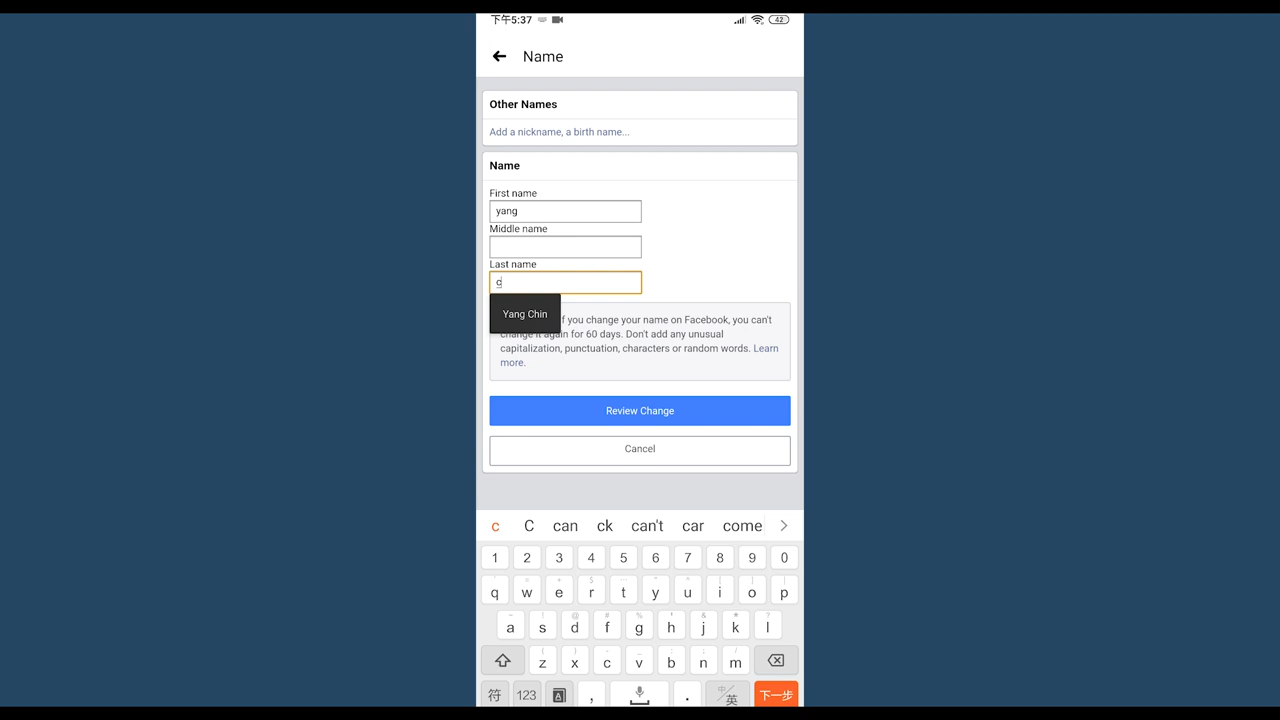 下午5:37 42
Name
Other Names
Add a nickname, a birth name...
Name
First name
yang
Middle name
Last name
c
Yang Chin
f you change your name on Facebook, you can't
change it again for 60 days. Don't add any unusual
capitalization, punctuation, characters or random words. Learn
more.
Review Change
Cancel
c C can ck can't car come
1 2 3 4 5 6 7 8 9 0
q w e r t y u i o p
a s d f g h j k l
z x c v b n m
符 123 A , . 中/英 下一步